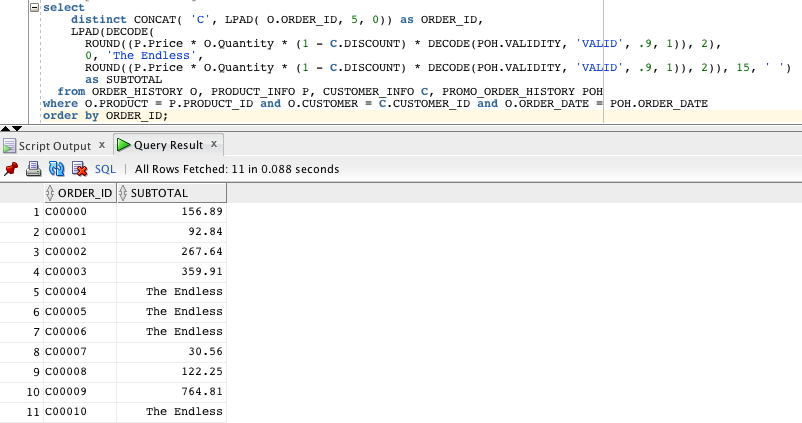 select
distinct CONCAT( 'C', LPAD( O.ORDER_ID, 5, 0)) as ORDER_ID,
LPAD(DECODE(
ROUND((P.Price * O.Quantity * (1 - C.DISCOUNT) * DECODE(POH.VALIDITY, 'VALID', .9, 1)), 2),
0, 'The Endless',
ROUND((P.Price * O.Quantity * (1 - C.DISCOUNT) * DECODE(POH.VALIDITY, 'VALID', .9, 1)), 2)), 15, ' ')
as SUBTOTAL
from ORDER_HISTORY O, PRODUCT_INFO P, CUSTOMER_INFO C, PROMO_ORDER_HISTORY POH
where O.PRODUCT = P.PRODUCT_ID and O.CUSTOMER = C.CUSTOMER_ID and O.ORDER_DATE = POH.ORDER_DATE
order by ORDER_ID;
Script Output x Query Result x
SQL | All Rows Fetched: 11 in 0.088 seconds
ORDER_ID SUBTOTAL
1 C00000 156.89
2 C00001 92.84
3 C00002 267.64
4 C00003 359.91
5 C00004 The Endless
6 C00005 The Endless
7 C00006 The Endless
8 C00007 30.56
9 C00008 122.25
10 C00009 764.81
11 C00010 The Endless